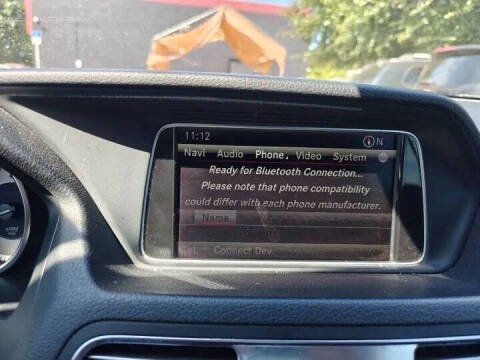 11:12 N
Navi Audio Phone Video System
Ready for Bluetooth Connection...
Please note that phone compatibility
could differ with each phone manufacturer.
Name
Tel. Connect Dev.